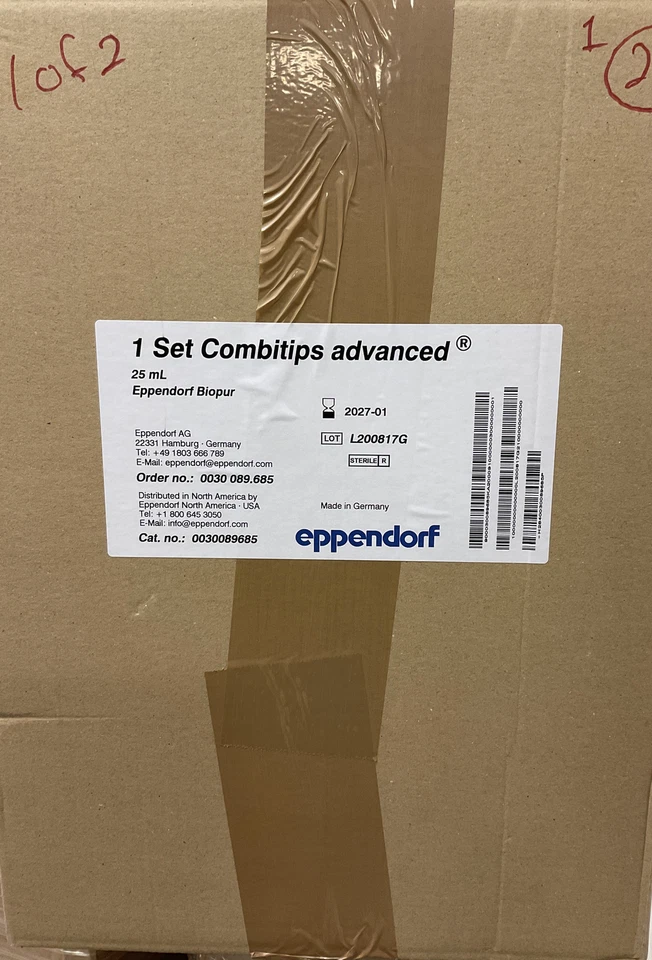 1 of 2
1 2
1 Set Combitips advanced ®
25 mL
Eppendorf Biopur
2027-01
LOT L200817G
STERILE R
Eppendorf AG
22331 Hamburg · Germany
Tel: +49 1803 666 789
E-Mail: eppendorf@eppendorf.com
Order no.: 0030 089.685
Distributed in North America by
Eppendorf North America · USA
Tel: +1 800 645 3050
E-Mail: info@eppendorf.com
Cat. no.: 0030089685
Made in Germany
eppendorf